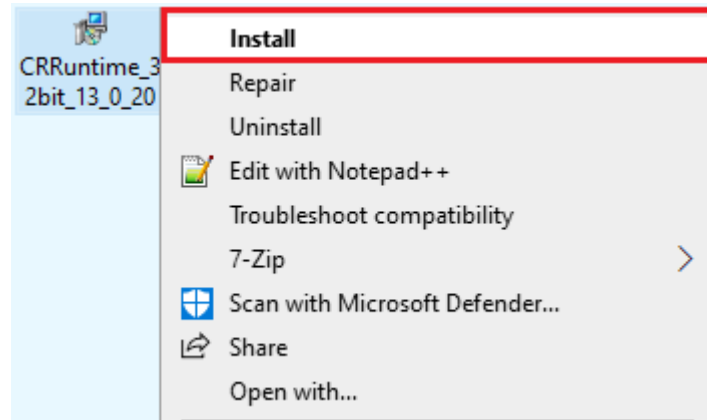 CRRuntime_3
2bit_13_0_20
Install
Repair
Uninstall
Edit with Notepad++
Troubleshoot compatibility
7-Zip
Scan with Microsoft Defender...
Share
Open with...